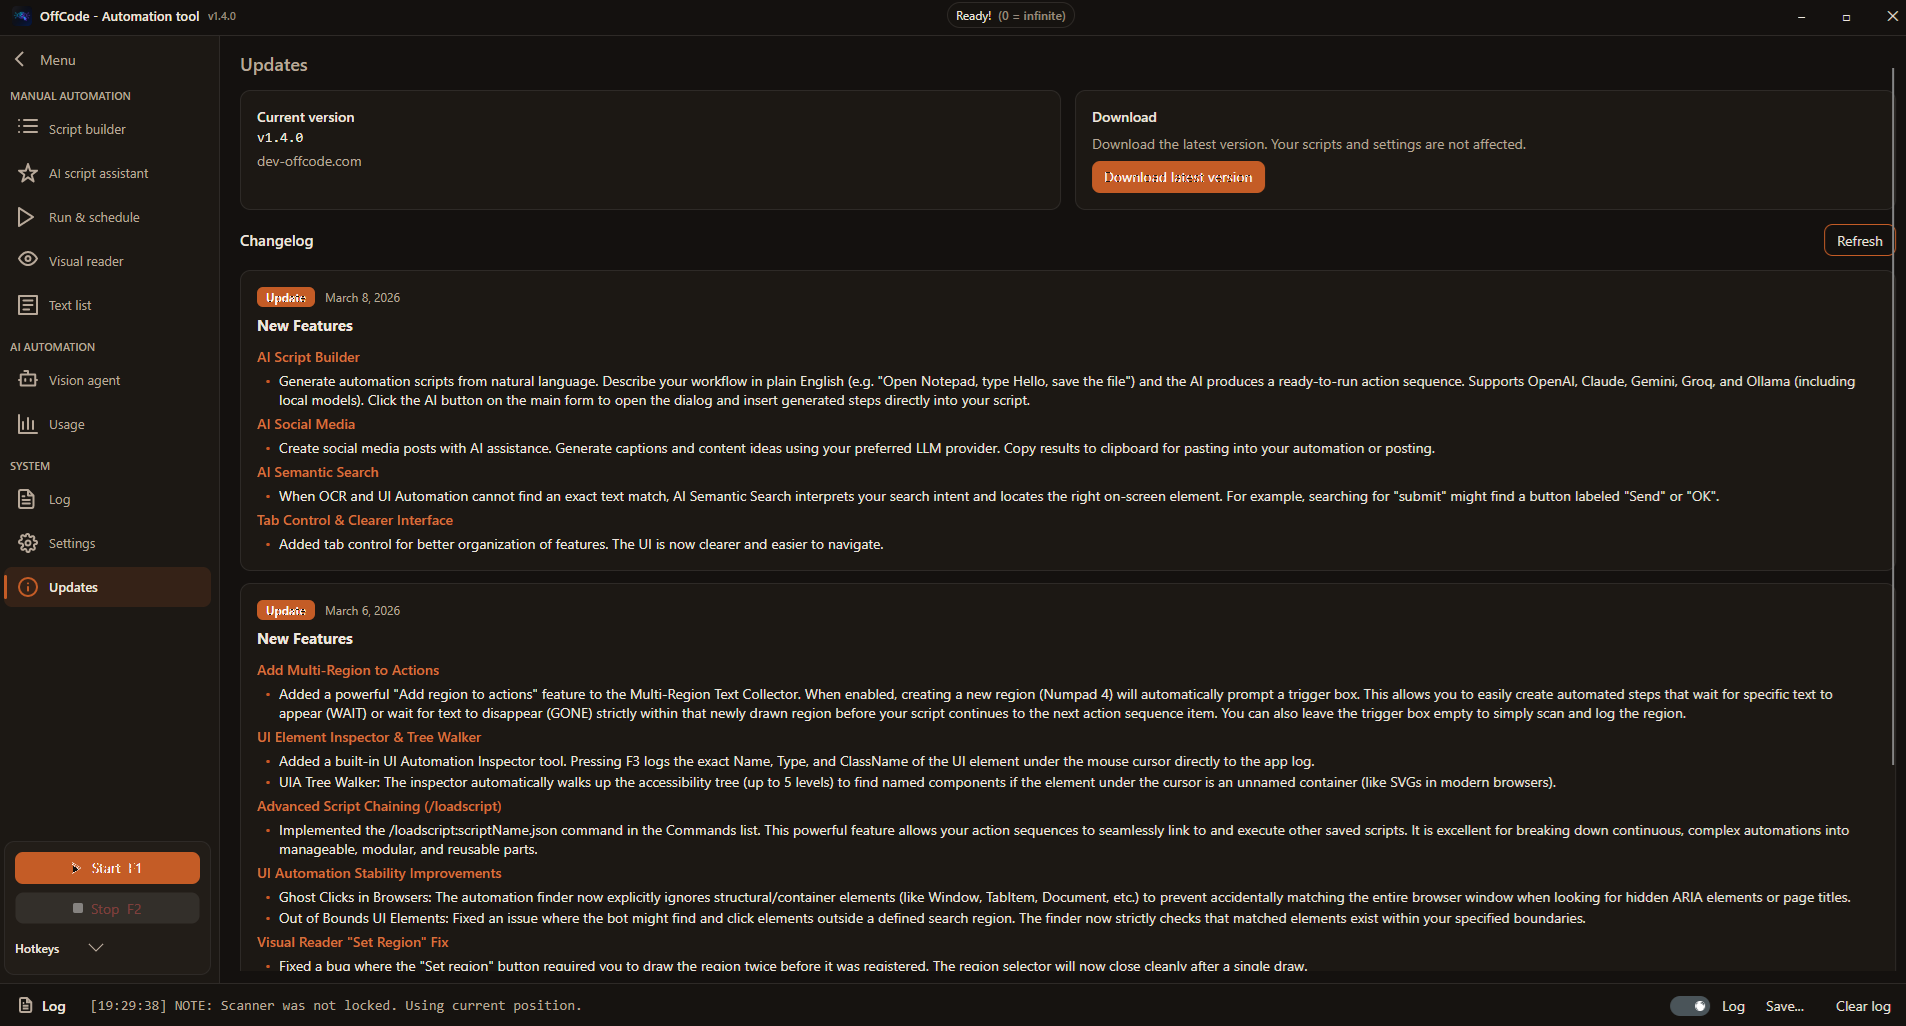 OffCode - Automation tool v1.4.0
Ready! (0 = infinite)
Menu
MANUAL AUTOMATION
Script builder
AI script assistant
Run & schedule
Visual reader
Text list
AI AUTOMATION
Vision agent
Usage
SYSTEM
Log
Settings
Updates
Start F1
Stop F2
Hotkeys
Updates
Current version
v1.4.0
dev-offcode.com
Download
Download the latest version. Your scripts and settings are not affected.
Download latest version
Changelog
Refresh
Update March 8, 2026
New Features
AI Script Builder
• Generate automation scripts from natural language. Describe your workflow in plain English (e.g. "Open Notepad, type Hello, save the file") and the AI produces a ready-to-run action sequence. Supports OpenAI, Claude, Gemini, Groq, and Ollama (including
local models). Click the AI button on the main form to open the dialog and insert generated steps directly into your script.
AI Social Media
• Create social media posts with AI assistance. Generate captions and content ideas using your preferred LLM provider. Copy results to clipboard for pasting into your automation or posting.
AI Semantic Search
• When OCR and UI Automation cannot find an exact text match, AI Semantic Search interprets your search intent and locates the right on-screen element. For example, searching for "submit" might find a button labeled "Send" or "OK".
Tab Control & Clearer Interface
• Added tab control for better organization of features. The UI is now clearer and easier to navigate.
Update March 6, 2026
New Features
Add Multi-Region to Actions
• Added a powerful "Add region to actions" feature to the Multi-Region Text Collector. When enabled, creating a new region (Numpad 4) will automatically prompt a trigger box. This allows you to easily create automated steps that wait for specific text to
appear (WAIT) or wait for text to disappear (GONE) strictly within that newly drawn region before your script continues to the next action sequence item. You can also leave the trigger box empty to simply scan and log the region.
UI Element Inspector & Tree Walker
• Added a built-in UI Automation Inspector tool. Pressing F3 logs the exact Name, Type, and ClassName of the UI element under the mouse cursor directly to the app log.
• UIA Tree Walker: The inspector automatically walks up the accessibility tree (up to 5 levels) to find named components if the element under the cursor is an unnamed container (like SVGs in modern browsers).
Advanced Script Chaining (/loadscript)
• Implemented the /loadscript:scriptName.json command in the Commands list. This powerful feature allows your action sequences to seamlessly link to and execute other saved scripts. It is excellent for breaking down continuous, complex automations into
manageable, modular, and reusable parts.
UI Automation Stability Improvements
• Ghost Clicks in Browsers: The automation finder now explicitly ignores structural/container elements (like Window, TabItem, Document, etc.) to prevent accidentally matching the entire browser window when looking for hidden ARIA elements or page titles.
• Out of Bounds UI Elements: Fixed an issue where the bot might find and click elements outside a defined search region. The finder now strictly checks that matched elements exist within your specified boundaries.
Visual Reader "Set Region" Fix
• Fixed a bug where the "Set region" button required you to draw the region twice before it was registered. The region selector will now close cleanly after a single draw.
Log [19:29:38] NOTE: Scanner was not locked. Using current position.
Log Save... Clear log